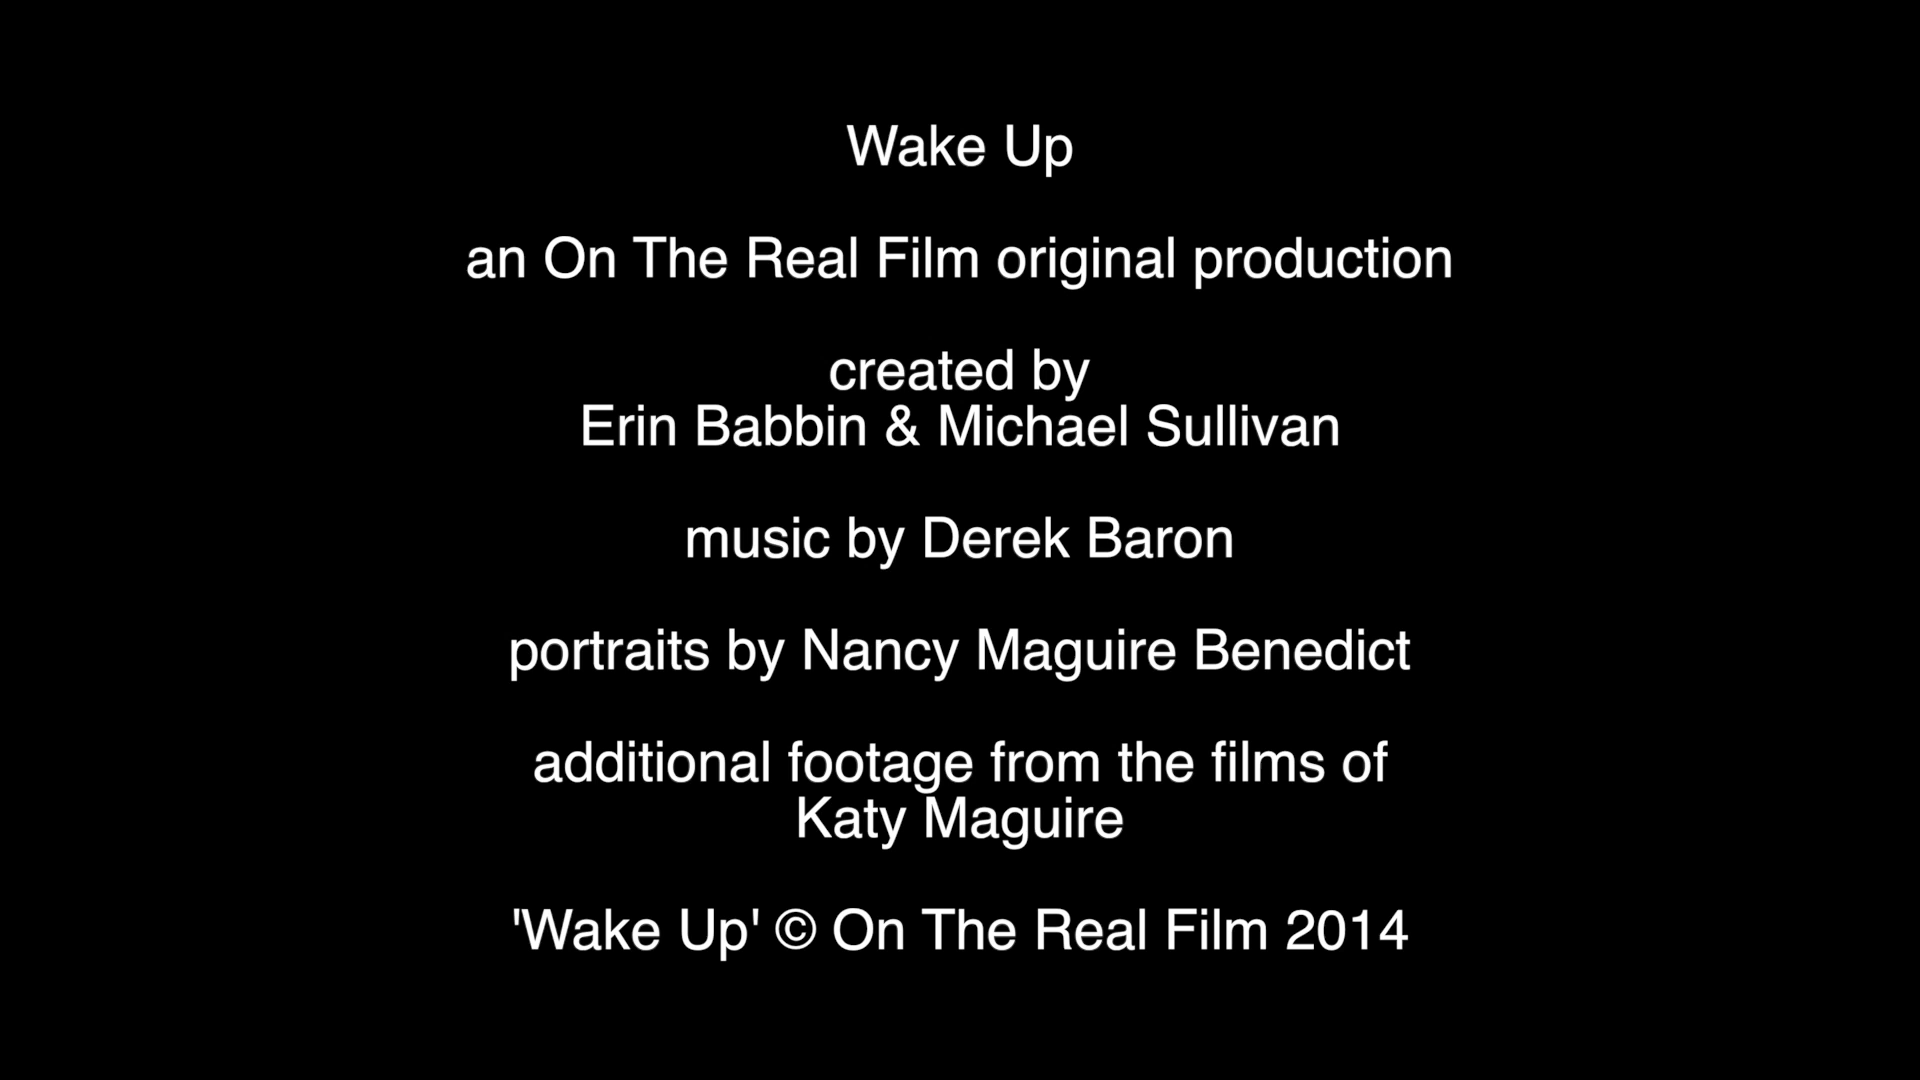 Wake Up
an On The Real Film original production
created by
Erin Babbin & Michael Sullivan
music by Derek Baron
portraits by Nancy Maguire Benedict
additional footage from the films of
Katy Maguire
'Wake Up' © On The Real Film 2014